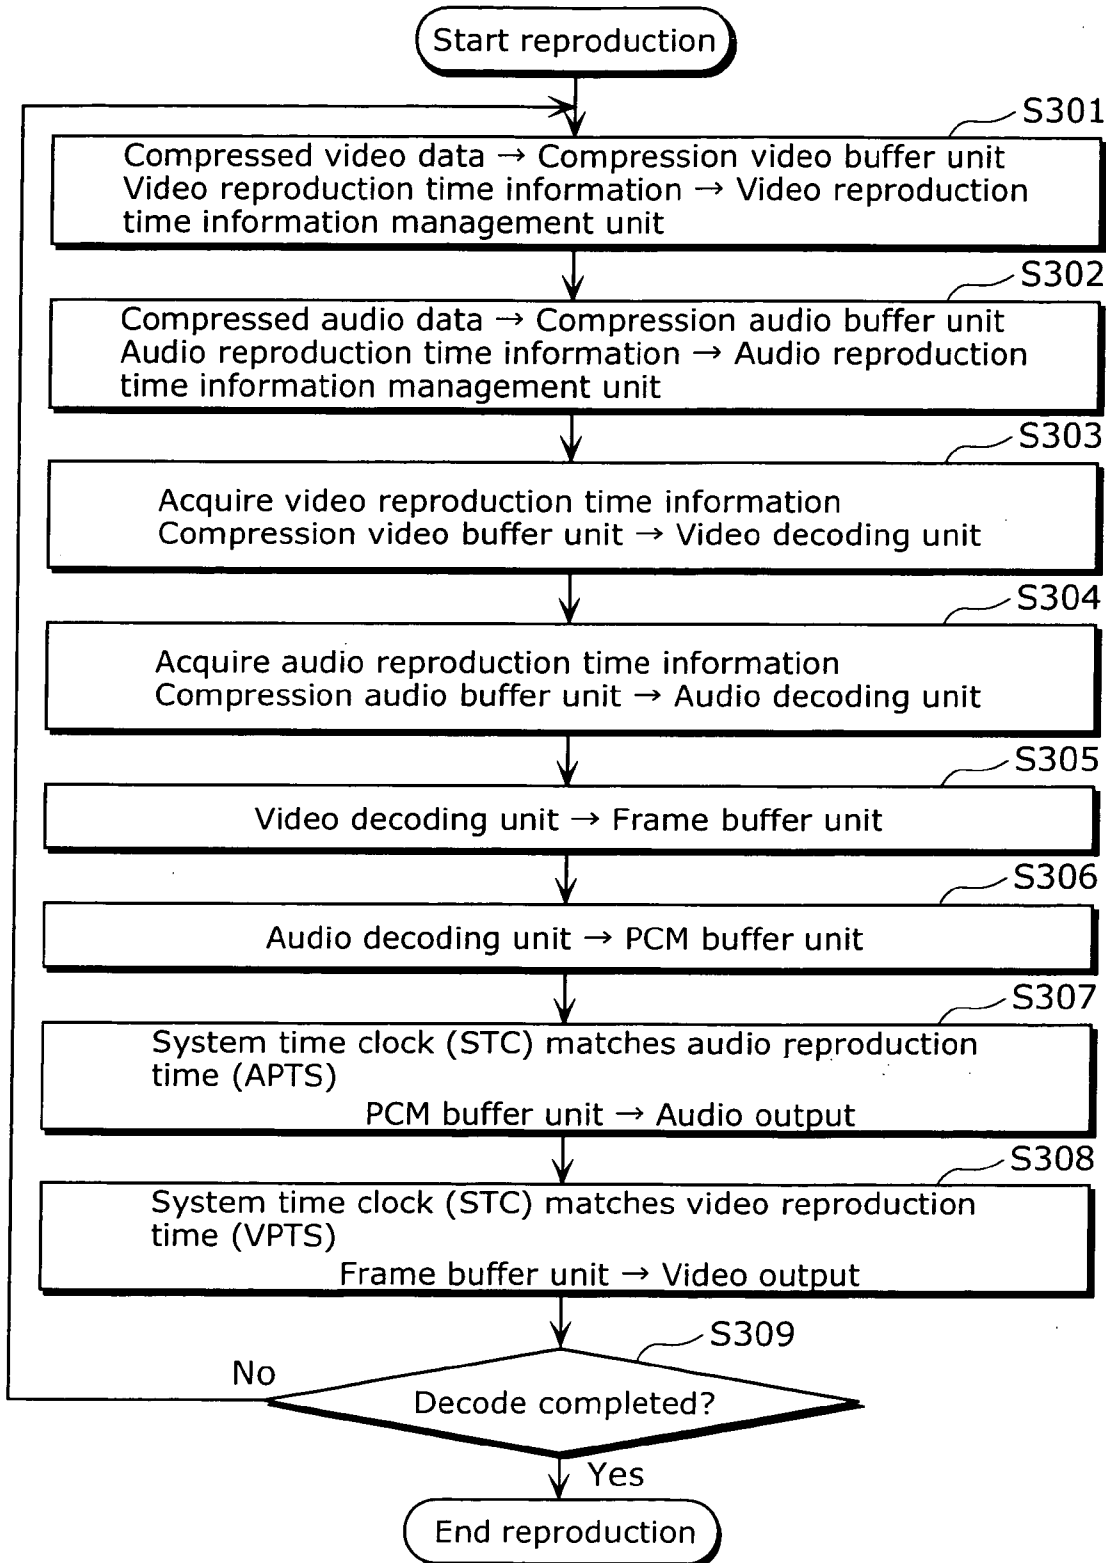 Start reproduction
S301
Compressed video data → Compression video buffer unit
Video reproduction time information → Video reproduction
time information management unit
S302
Compressed audio data → Compression audio buffer unit
Audio reproduction time information → Audio reproduction
time information management unit
S303
Acquire video reproduction time information
Compression video buffer unit → Video decoding unit
S304
Acquire audio reproduction time information
Compression audio buffer unit → Audio decoding unit
S305
Video decoding unit → Frame buffer unit
S306
Audio decoding unit → PCM buffer unit
S307
System time clock (STC) matches audio reproduction
time (APTS)
PCM buffer unit → Audio output
S308
System time clock (STC) matches video reproduction
time (VPTS)
Frame buffer unit → Video output
S309
No
Decode completed?
Yes
End reproduction